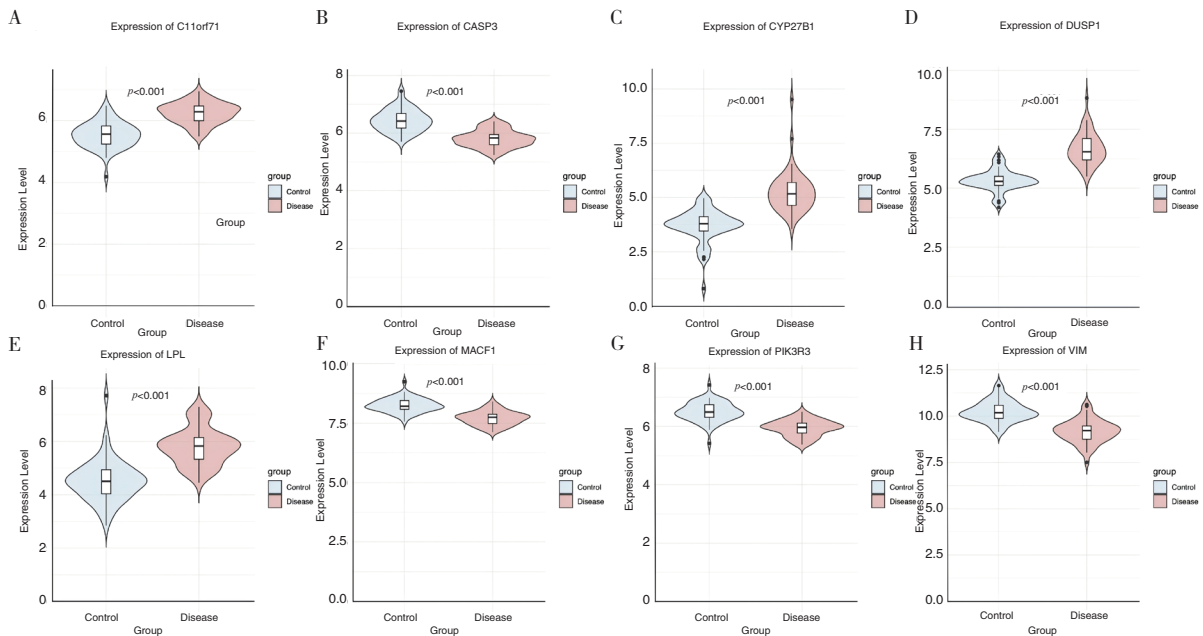 A
Expression of C11orf71
p<0.001
6
4
2
0
Expression Level
Control
Disease
Group
Group
group
Control
Disease
B
Expression of CASP3
p<0.001
8
6
4
2
0
Expression Level
Control
Disease
Group
group
Control
Disease
C
Expression of CYP27B1
p<0.001
10.0
7.5
5.0
2.5
0.0
Expression Level
Control
Disease
Group
group
Control
Disease
D
Expression of DUSP1
p<0.001
10.0
7.5
5.0
2.5
0.0
Expression Level
Control
Disease
Group
group
Control
Disease
E
Expression of LPL
p<0.001
8
6
4
2
0
Expression Level
Control
Disease
Group
group
Control
Disease
F
Expression of MACF1
p<0.001
10.0
7.5
5.0
2.5
0.0
Expression Level
Control
Disease
Group
group
Control
Disease
G
Expression of PIK3R3
p<0.001
8
6
4
2
0
Expression Level
Control
Disease
Group
group
Control
Disease
H
Expression of VIM
p<0.001
12.5
10.0
7.5
5.0
2.5
0.0
Expression Level
Control
Disease
Group
group
Control
Disease